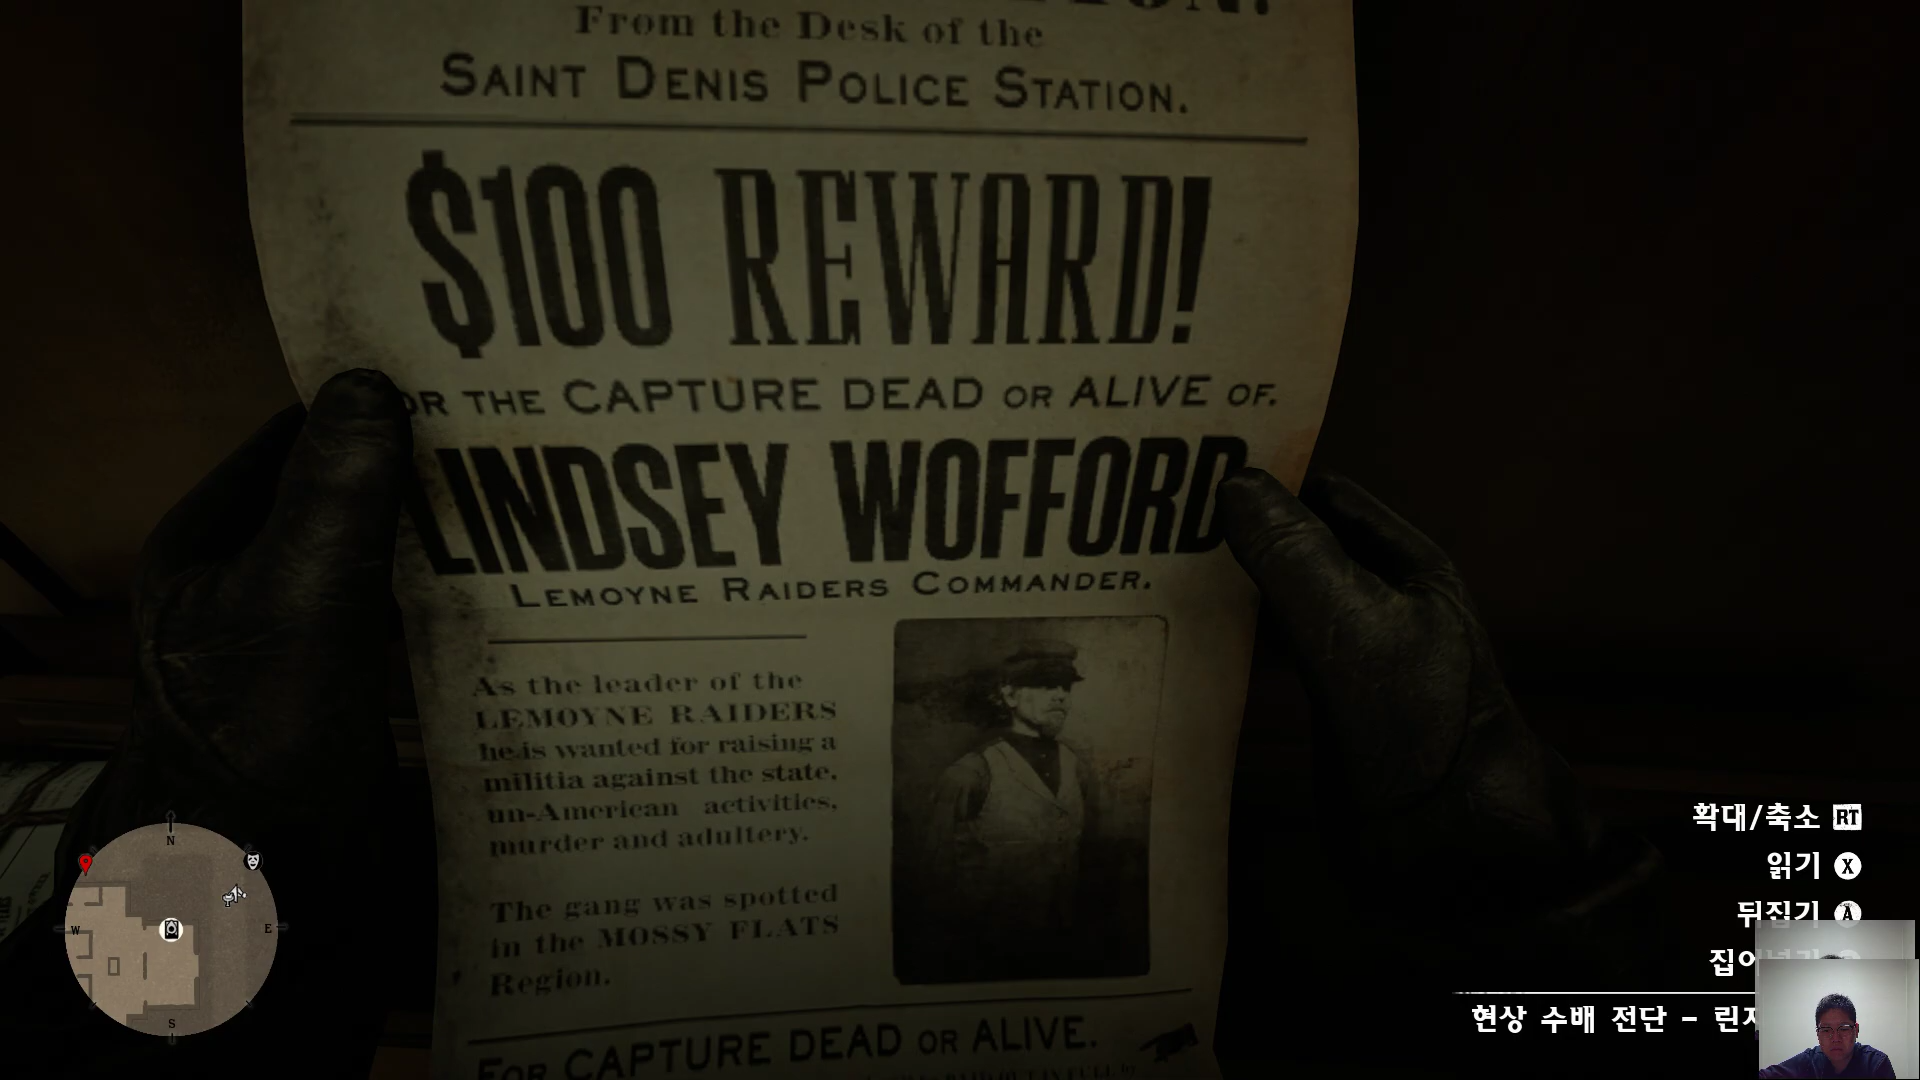 From the Desk of the
SAINT DENIS POLICE STATION.
$100 REWARD!
OR THE CAPTURE DEAD OR ALIVE OF.
LINDSEY WOFFORD
LEMOYNE RAIDERS COMMANDER.
As the leader of the
LEMOYNE RAIDERS
he is wanted for raising a
militia against the state,
un-American activities,
murder and adultery.
The gang was spotted
in the MOSSY FLATS
Region.
FOR CAPTURE DEAD OR ALIVE.
N
W
E
S
확대/축소 RT
읽기 X
뒤집기 A
현상 수배 전단 -